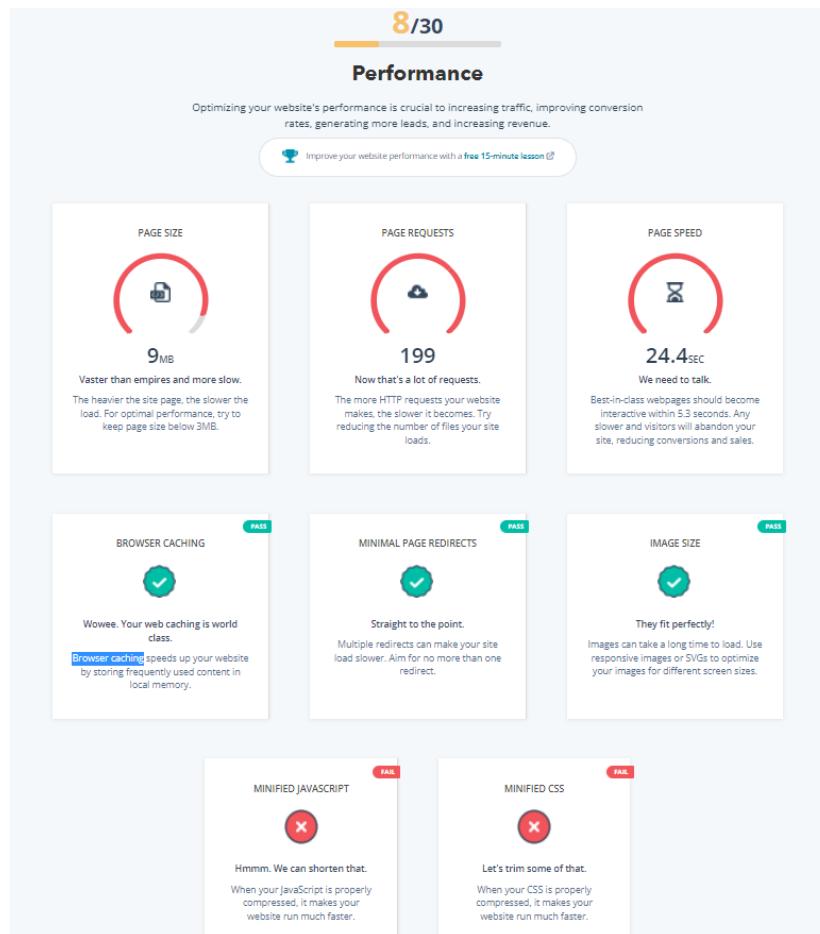 8/30
Performance
Optimizing your website's performance is crucial to increasing traffic, improving conversion
rates, generating more leads, and increasing revenue.
Improve your website performance with a free 15-minute lesson
PAGE SIZE
9MB
Vaster than empires and more slow.
The heavier the site page, the slower the
load. For optimal performance, try to
keep page size below 3MB.
PAGE REQUESTS
199
Now that's a lot of requests.
The more HTTP requests your website
makes, the slower it becomes. Try
reducing the number of files your site
loads.
PAGE SPEED
24.4SEC
We need to talk.
Best-in-class webpages should become
interactive within 5.3 seconds. Any
slower and visitors will abandon your
site, reducing conversions and sales.
PASS
BROWSER CACHING
Wowee. Your web caching is world
class.
Browser caching speeds up your website
by storing frequently used content in
local memory.
PASS
MINIMAL PAGE REDIRECTS
Straight to the point.
Multiple redirects can make your site
load slower. Aim for no more than one
redirect.
PASS
IMAGE SIZE
They fit perfectly!
Images can take a long time to load. Use
responsive images or SVGs to optimize
your images for different screen sizes.
FAIL
MINIFIED JAVASCRIPT
Hmmm. We can shorten that.
When your JavaScript is properly
compressed, it makes your
website run much faster.
FAIL
MINIFIED CSS
Let's trim some of that.
When your CSS is properly
compressed, it makes your
website run much faster.